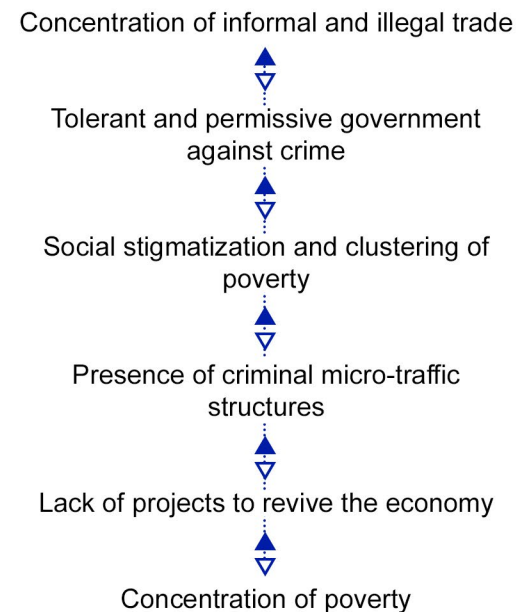 Concentration of informal and illegal trade
Tolerant and permissive government
against crime
Social stigmatization and clustering of
poverty
Presence of criminal micro-traffic
structures
Lack of projects to revive the economy
Concentration of poverty